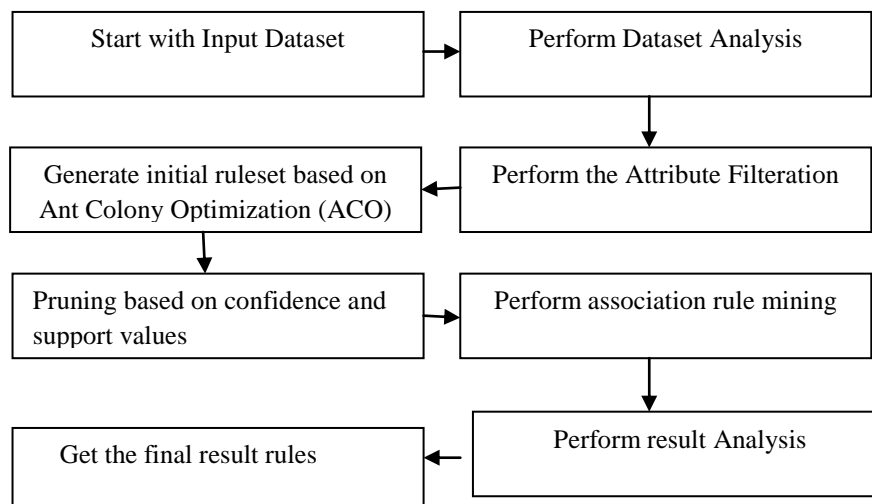 Start with Input Dataset
Perform Dataset Analysis
Perform the Attribute Filteration
Generate initial ruleset based on
Ant Colony Optimization (ACO)
Pruning based on confidence and
support values
Perform association rule mining
Perform result Analysis
Get the final result rules